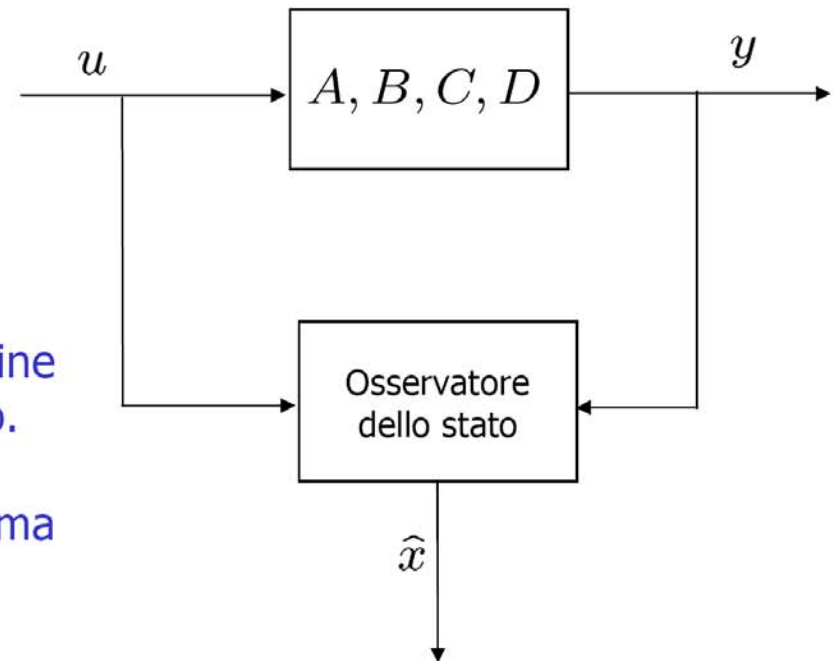 u
A, B, C, D
y
Osservatore
dello stato
x̂